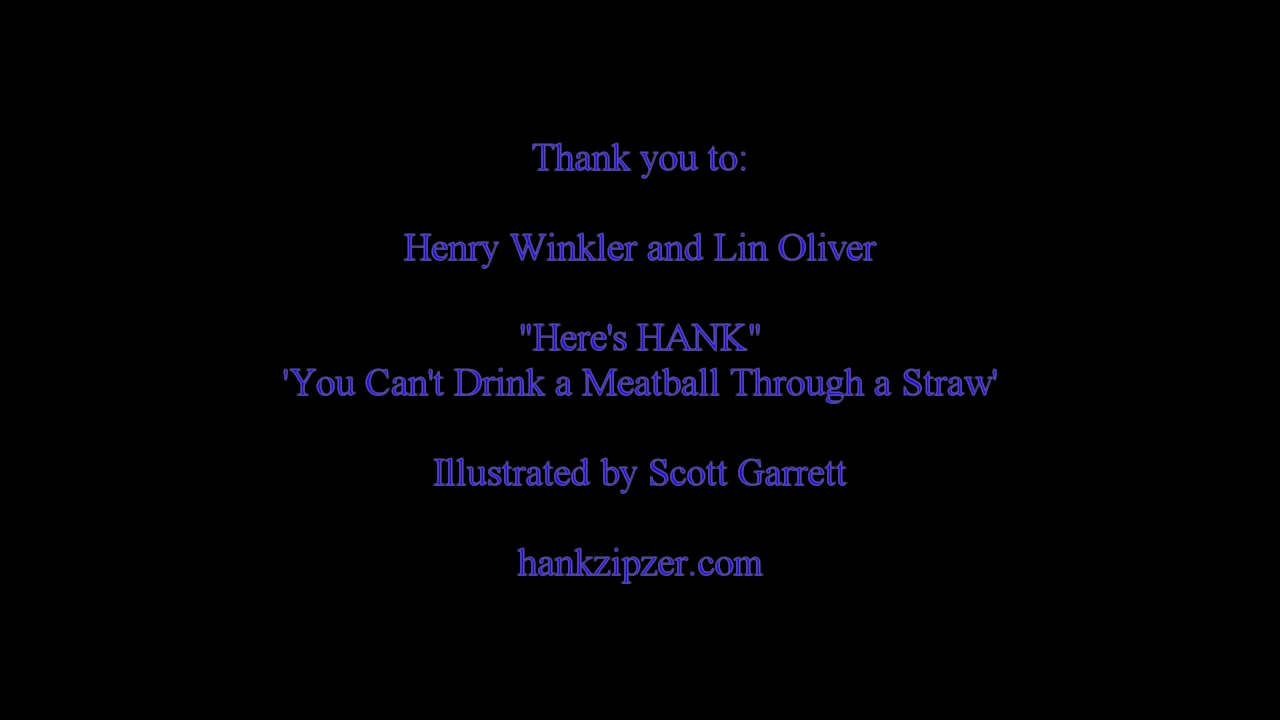 Thank you to:
Henry Winkler and Lin Oliver
"Here's HANK"
'You Can't Drink a Meatball Through a Straw'
Illustrated by Scott Garrett
hankzipzer.com